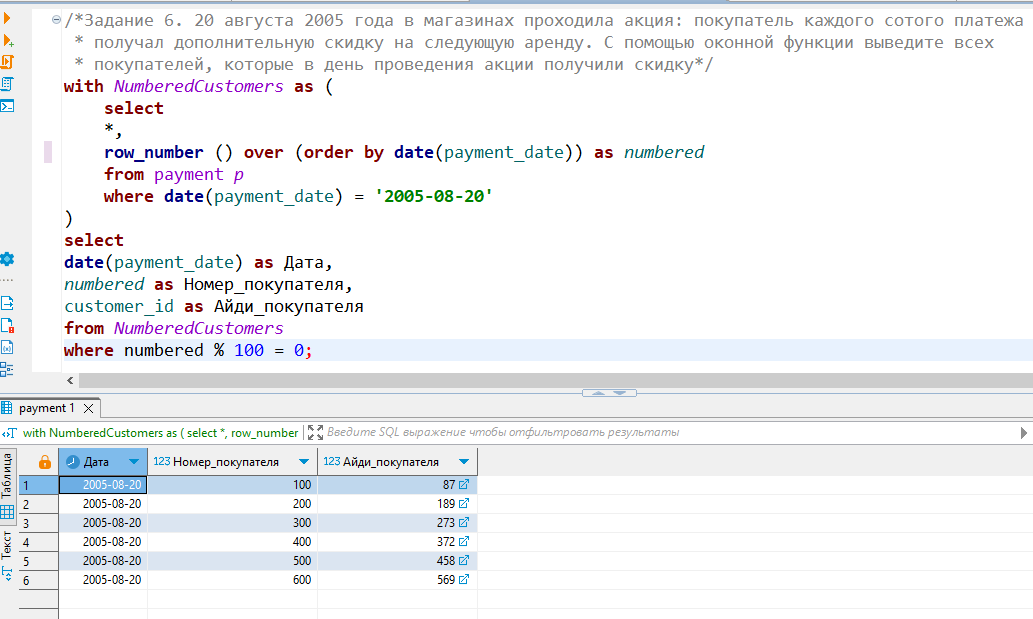 /*Задание 6. 20 августа 2005 года в магазинах проходила акция: покупатель каждого сотого платежа
* получал дополнительную скидку на следующую аренду. С помощью оконной функции выведите всех
* покупателей, которые в день проведения акции получили скидку*/
with NumberedCustomers as (
select
*,
row_number () over (order by date(payment_date)) as numbered
from payment p
where date(payment_date) = '2005-08-20'
)
select
date(payment_date) as Дата,
numbered as Номер_покупателя,
customer_id as Айди_покупателя
from NumberedCustomers
where numbered % 100 = 0;
payment 1
with NumberedCustomers as ( select *, row_number
Введите SQL выражение чтобы отфильтровать результаты
Таблица
Текст
Дата 123 Номер_покупателя 123 Айди_покупателя
1 2005-08-20 100 87
2 2005-08-20 200 189
3 2005-08-20 300 273
4 2005-08-20 400 372
5 2005-08-20 500 458
6 2005-08-20 600 569